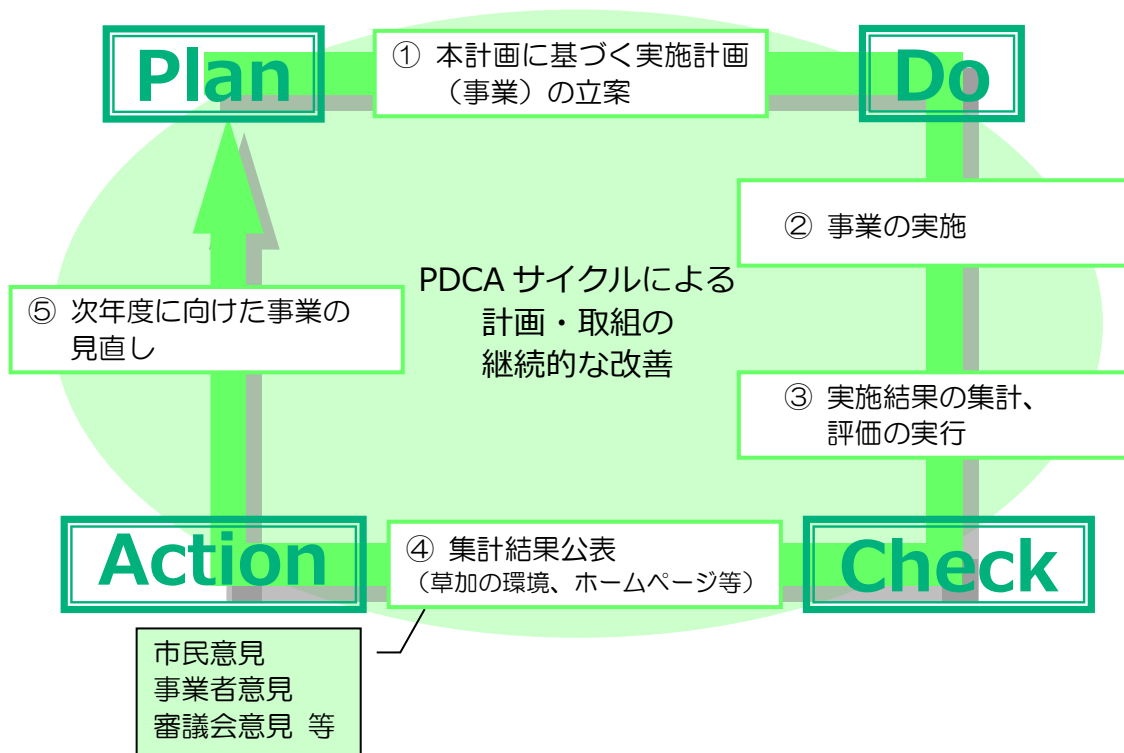 Plan
① 本計画に基づく実施計画
（事業）の立案
Do
② 事業の実施
PDCA サイクルによる
計画・取組の
継続的な改善
⑤ 次年度に向けた事業の
見直し
③ 実施結果の集計、
評価の実行
Action
④ 集計結果公表
（草加の環境、ホームページ等）
Check
市民意見
事業者意見
審議会意見 等